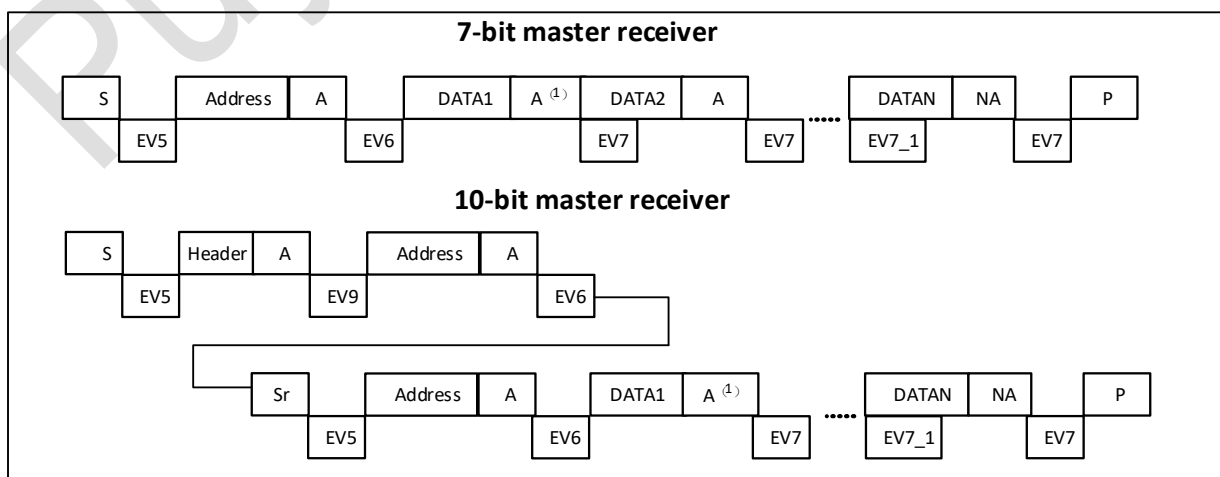 7-bit master receiver
S Address A DATA1 A (1) DATA2 A DATAN NA P
EV5 EV6 EV7 EV7 EV7_1 EV7
10-bit master receiver
S Header A Address A
EV5 EV9 EV6
Sr Address A DATA1 A (1) DATAN NA P
EV5 EV6 EV7 EV7_1 EV7